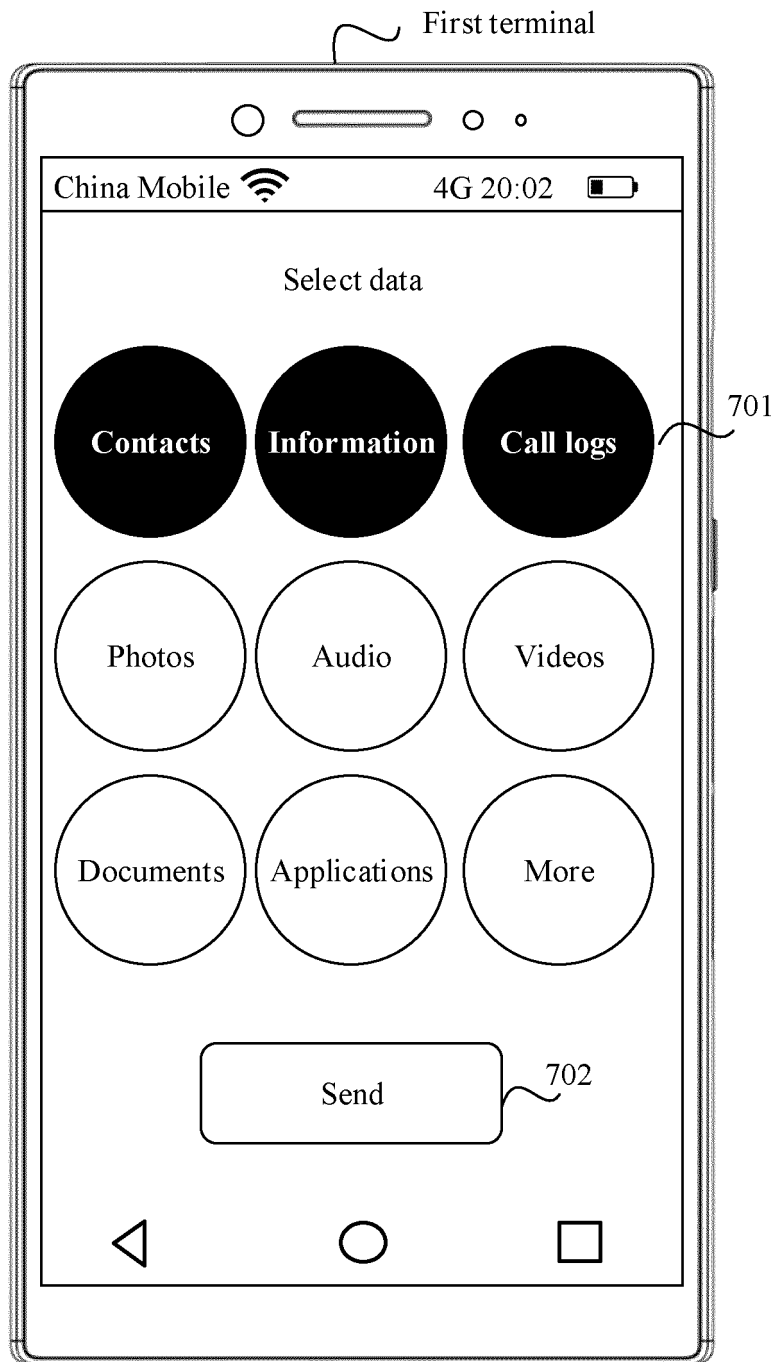 First terminal
China Mobile 4G 20:02
Select data
Contacts Information Call logs
701
Photos Audio Videos
Documents Applications More
Send
702